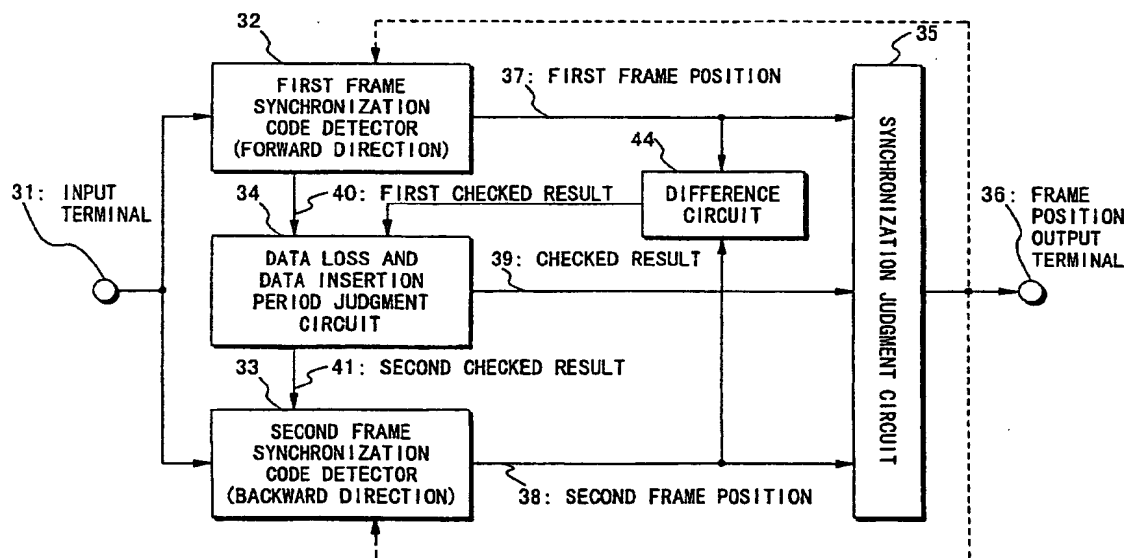 32
35
FIRST FRAME
SYNCHRONIZATION
CODE DETECTOR
(FORWARD DIRECTION)
37: FIRST FRAME POSITION
44
DIFFERENCE
CIRCUIT
31: INPUT
TERMINAL
34
40: FIRST CHECKED RESULT
DATA LOSS AND
DATA INSERTION
PERIOD JUDGMENT
CIRCUIT
39: CHECKED RESULT
SYNCHRONIZATION JUDGMENT CIRCUIT
36: FRAME
POSITION
OUTPUT
TERMINAL
33
41: SECOND CHECKED RESULT
SECOND FRAME
SYNCHRONIZATION
CODE DETECTOR
(BACKWARD DIRECTION)
38: SECOND FRAME POSITION